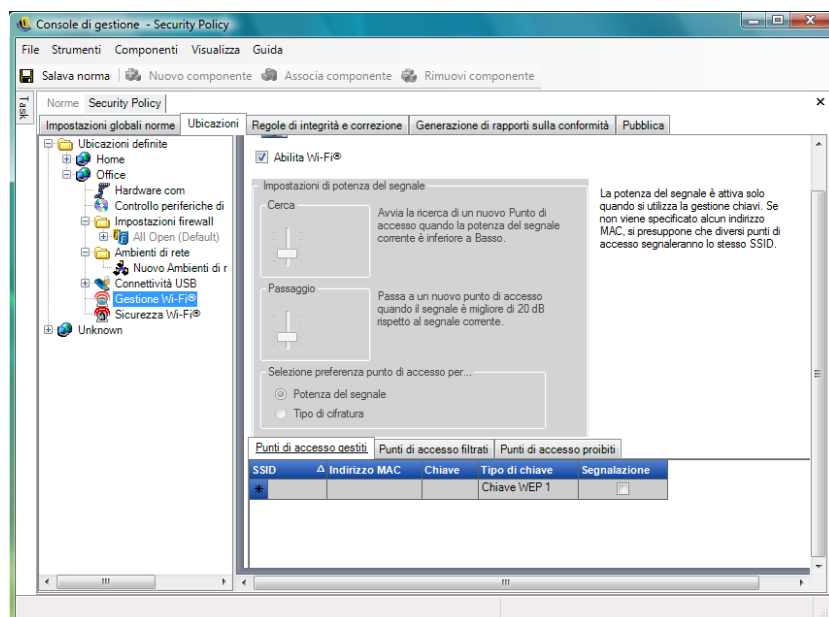 Console di gestione - Security Policy
File Strumenti Componenti Visualizza Guida
Salava norma Nuovo componente Associa componente Rimuovi componente
Task
Norme Security Policy
Impostazioni globali norme Ubicazioni Regole di integrità e correzione Generazione di rapporti sulla conformità Pubblica
Ubicazioni definite
Home
Office
Hardware com
Controllo periferiche di
Impostazioni firewall
All Open (Default)
Ambienti di rete
Nuovo Ambienti di r
Connettività USB
Gestione Wi-Fi®
Sicurezza Wi-Fi®
Unknown
Abilita Wi-Fi®
Impostazioni di potenza del segnale
Cerca
Avvia la ricerca di un nuovo Punto di
accesso quando la potenza del segnale
corrente è inferiore a Basso.
Passaggio
Passa a un nuovo punto di accesso
quando il segnale è migliore di 20 dB
rispetto al segnale corrente.
Selezione preferenza punto di accesso per...
Potenza del segnale
Tipo di cifratura
La potenza del segnale è attiva solo
quando si utilizza la gestione chiavi. Se
non viene specificato alcun indirizzo
MAC, si presuppone che diversi punti di
accesso segnaleranno lo stesso SSID.
Punti di accesso gestiti Punti di accesso filtrati Punti di accesso proibiti
SSID Indirizzo MAC Chiave Tipo di chiave Segnalazione
Chiave WEP 1